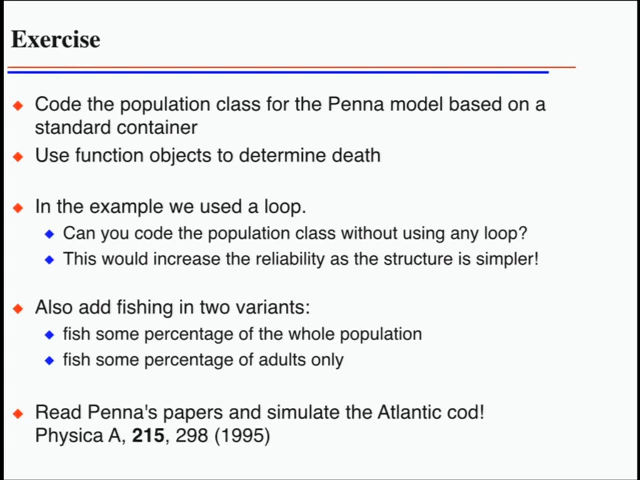 Exercise
Code the population class for the Penna model based on a
standard container
Use function objects to determine death
In the example we used a loop.
Can you code the population class without using any loop?
This would increase the reliability as the structure is simpler!
Also add fishing in two variants:
fish some percentage of the whole population
fish some percentage of adults only
Read Penna's papers and simulate the Atlantic cod!
Physica A, 215, 298 (1995)